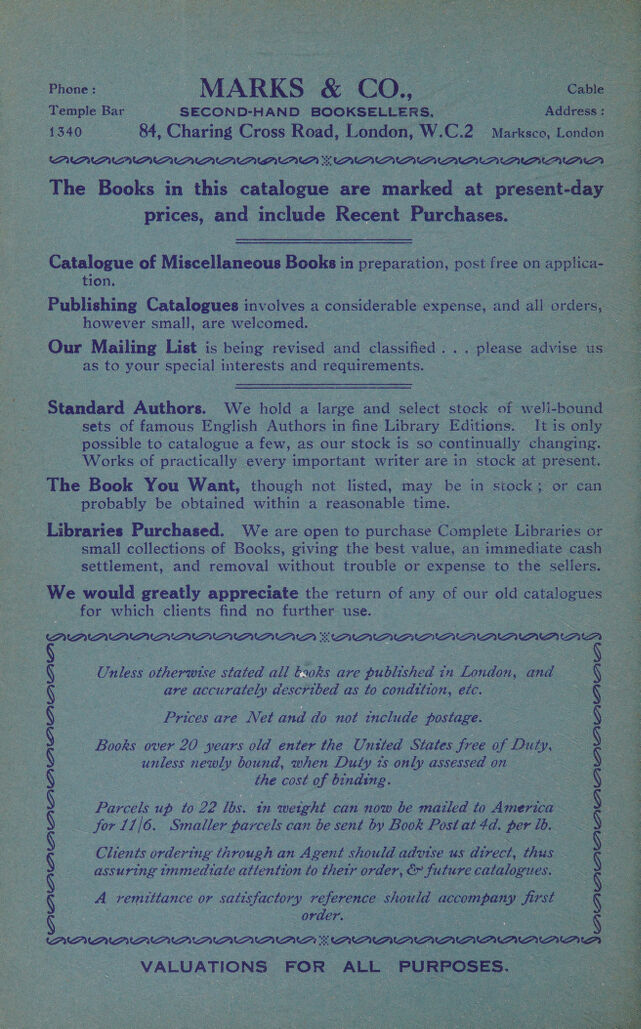 Phone :
Temple Bar
1340
MARKS & CO.,
SECOND-HAND BOOKSELLERS,
84, Charing Cross Road, London, W.C.2
Cable
Address :
Marksco, London
The Books in this catalogue are marked at present-day
prices, and include Recent Purchases.
Catalogue of Miscellaneous Books in preparation, post free on applica-
tion.
Publishing Catalogues involves a considerable expense, and all orders,
however small, are welcomed.
Our Mailing List is being revised and classified . . . please advise us
as to your special interests and requirements.
Standard Authors. We hold a large and select stock of well-bound
sets of famous English Authors in fine Library Editions. It is only
possible to catalogue a few, as our stock is so continually changing.
Works of practically every important writer are in stock at present.
The Book You Want, though not listed, may be in stock ; or can
probably be obtained within a reasonable time.
Libraries Purchased. We are open to purchase Complete Libraries or
small collections of Books, giving the best value, an immediate cash
settlement, and removal without trouble or expense to the sellers.
We would greatly appreciate the return of any of our old catalogues
for which clients find no further use.
Unless otherwise stated all books are published in London, and
are accurately described as to condition, etc.
Prices are Net and do not include postage.
Books over 20 years old enter the United States free of Duty,
unless newly bound, when Duty is only assessed on
the cost of binding.
Parcels up to 22 lbs. in weight can now be mailed to America
for 11/6. Smaller parcels can be sent by Book Post at 4d. per lb.
Clients ordering through an Agent should advise us direct, thus
assuring immediate attention to their order, & future catalogues.
A remittance or satisfactory reference should accompany first
order.
VALUATIONS FOR ALL PURPOSES.